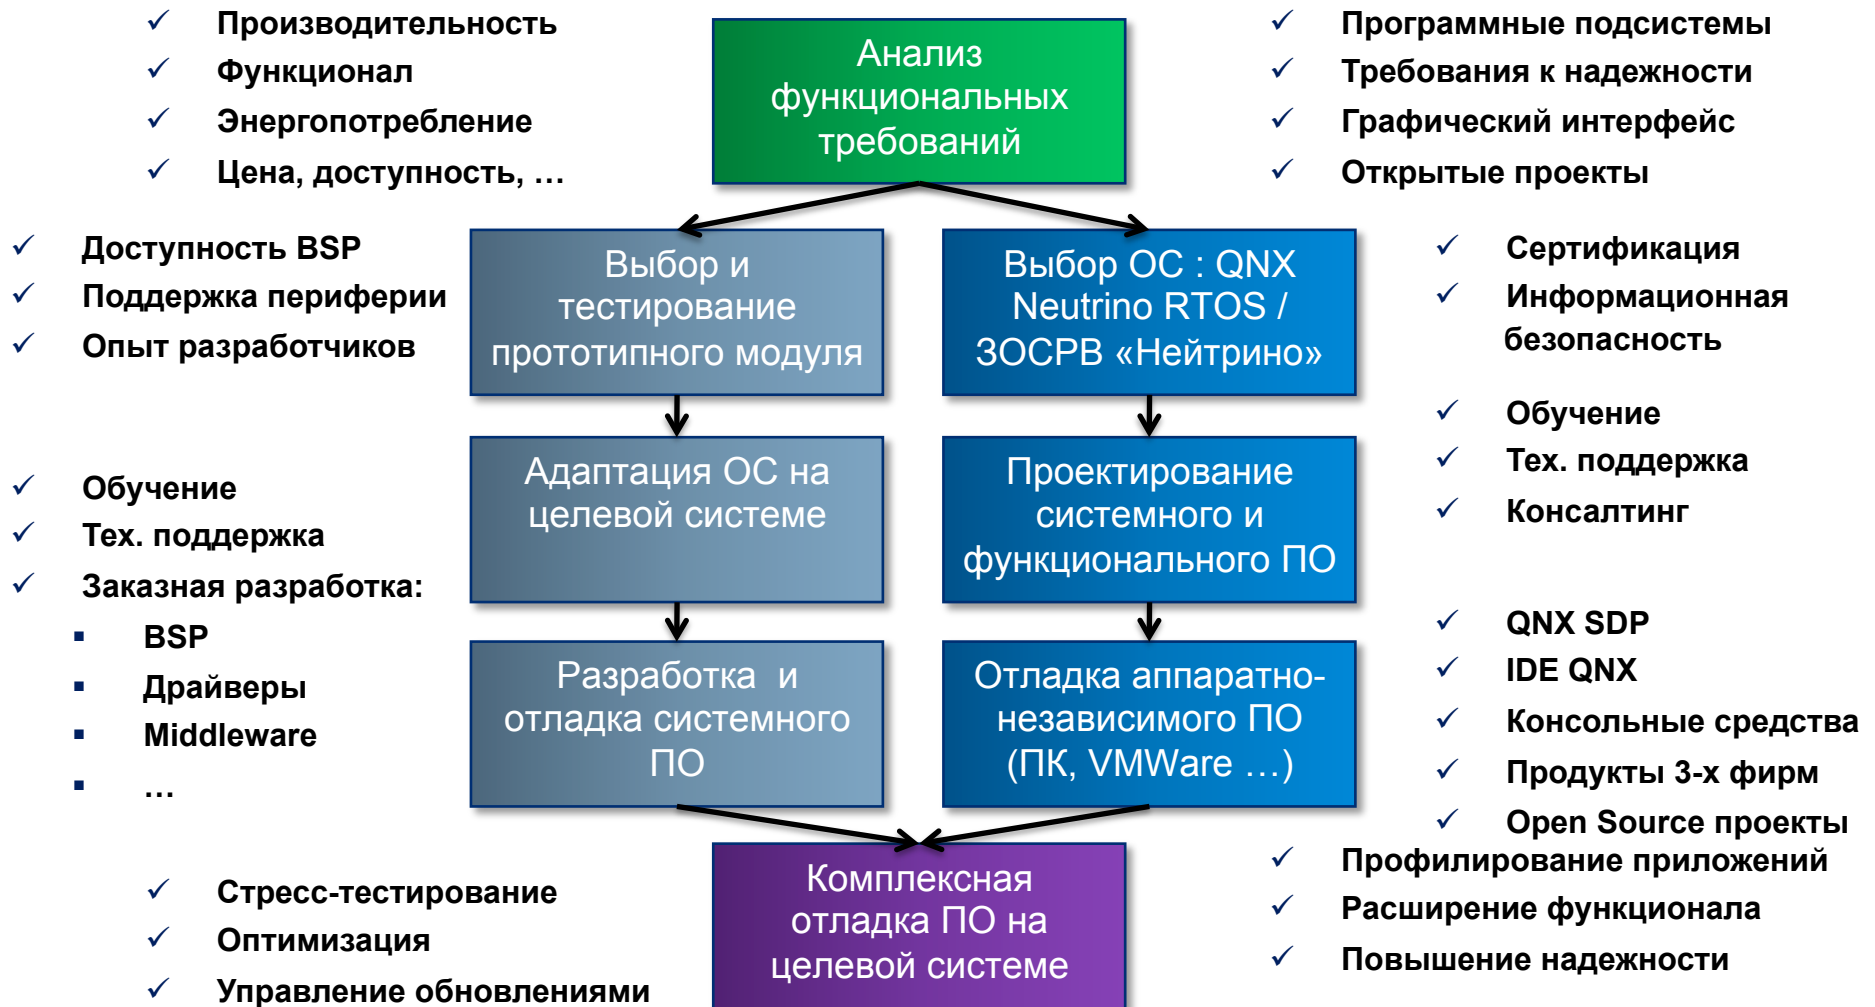 Производительность
Функционал
Энергопотребление
Цена, доступность, …
Анализ
функциональных
требований
Программные подсистемы
Требования к надежности
Графический интерфейс
Открытые проекты
Доступность BSP
Поддержка периферии
Опыт разработчиков
Выбор и
тестирование
прототипного модуля
Выбор ОС : QNX
Neutrino RTOS /
ЗОСРВ «Нейтрино»
Сертификация
Информационная
безопасность
Обучение
Тех. поддержка
Заказная разработка:
BSP
Драйверы
Middleware
…
Адаптация ОС на
целевой системе
Проектирование
системного и
функционального ПО
Обучение
Тех. поддержка
Консалтинг
Разработка  и
отладка системного
ПО
Отладка аппаратно-
независимого ПО
(ПК, VMWare …)
QNX SDP
IDE QNX
Консольные средства
Продукты 3-х фирм
Open Source проекты
Стресс-тестирование
Оптимизация
Управление обновлениями
Комплексная
отладка ПО на
целевой системе
Профилирование приложений
Расширение функционала
Повышение надежности